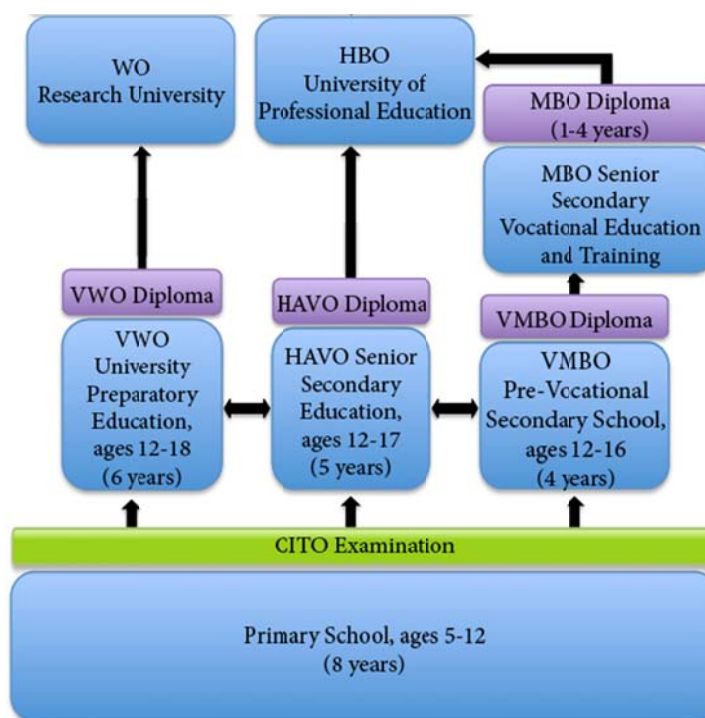 WO
Research University
HBO
University of
Professional Education
MBO Diploma
(1-4 years)
MBO Senior
Secondary
Vocational Education
and Training
VWO Diploma
HAVO Diploma
VMBO Diploma
VWO
University
Preparatory
Education,
ages 12-18
(6 years)
HAVO Senior
Secondary
Education,
ages 12-17
(5 years)
VMBO
Pre-Vocational
Secondary School,
ages 12-16
(4 years)
CITO Examination
Primary School, ages 5-12
(8 years)